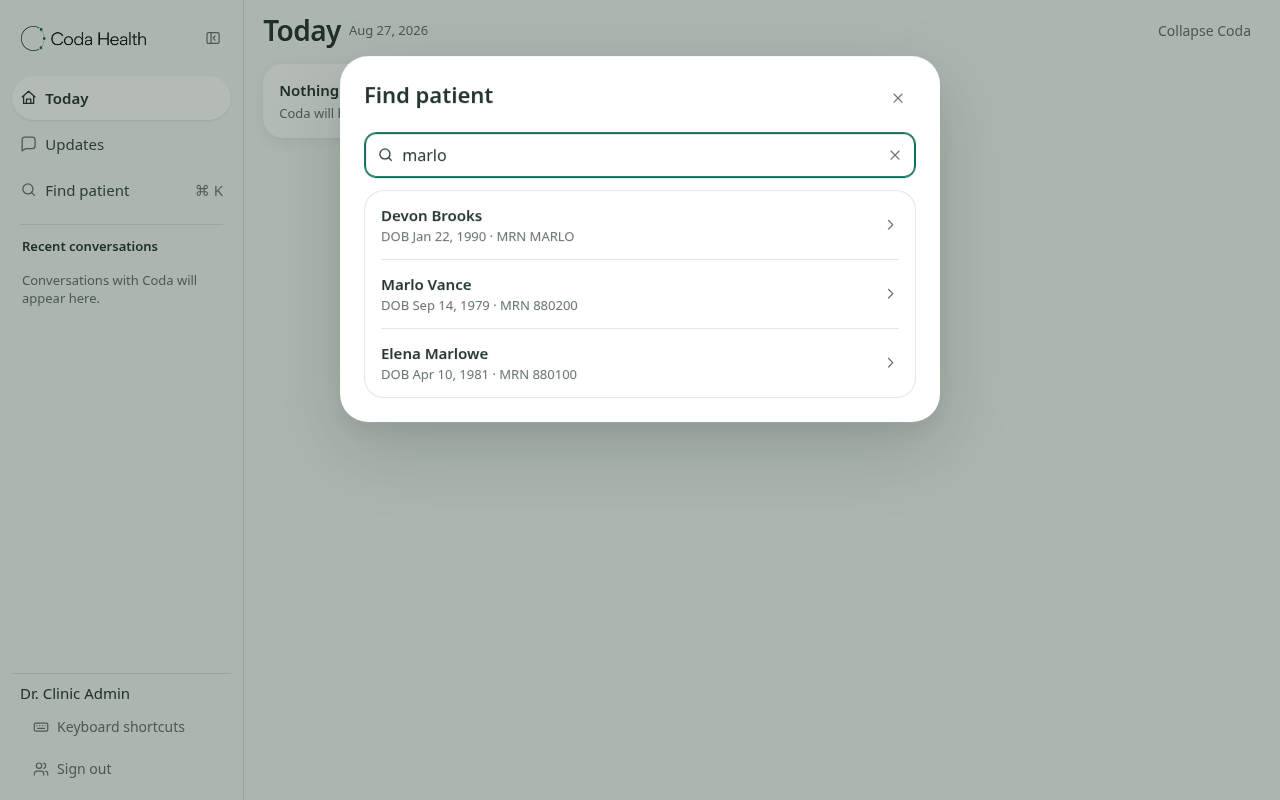 Coda Health
Today
Updates
Find patient ⌘ K
Recent conversations
Conversations with Coda will
appear here.
Dr. Clinic Admin
Keyboard shortcuts
Sign out
Today Aug 27, 2026
Collapse Coda
Nothing
Coda will
Find patient
marlo
Devon Brooks
DOB Jan 22, 1990 · MRN MARLO
Marlo Vance
DOB Sep 14, 1979 · MRN 880200
Elena Marlowe
DOB Apr 10, 1981 · MRN 880100